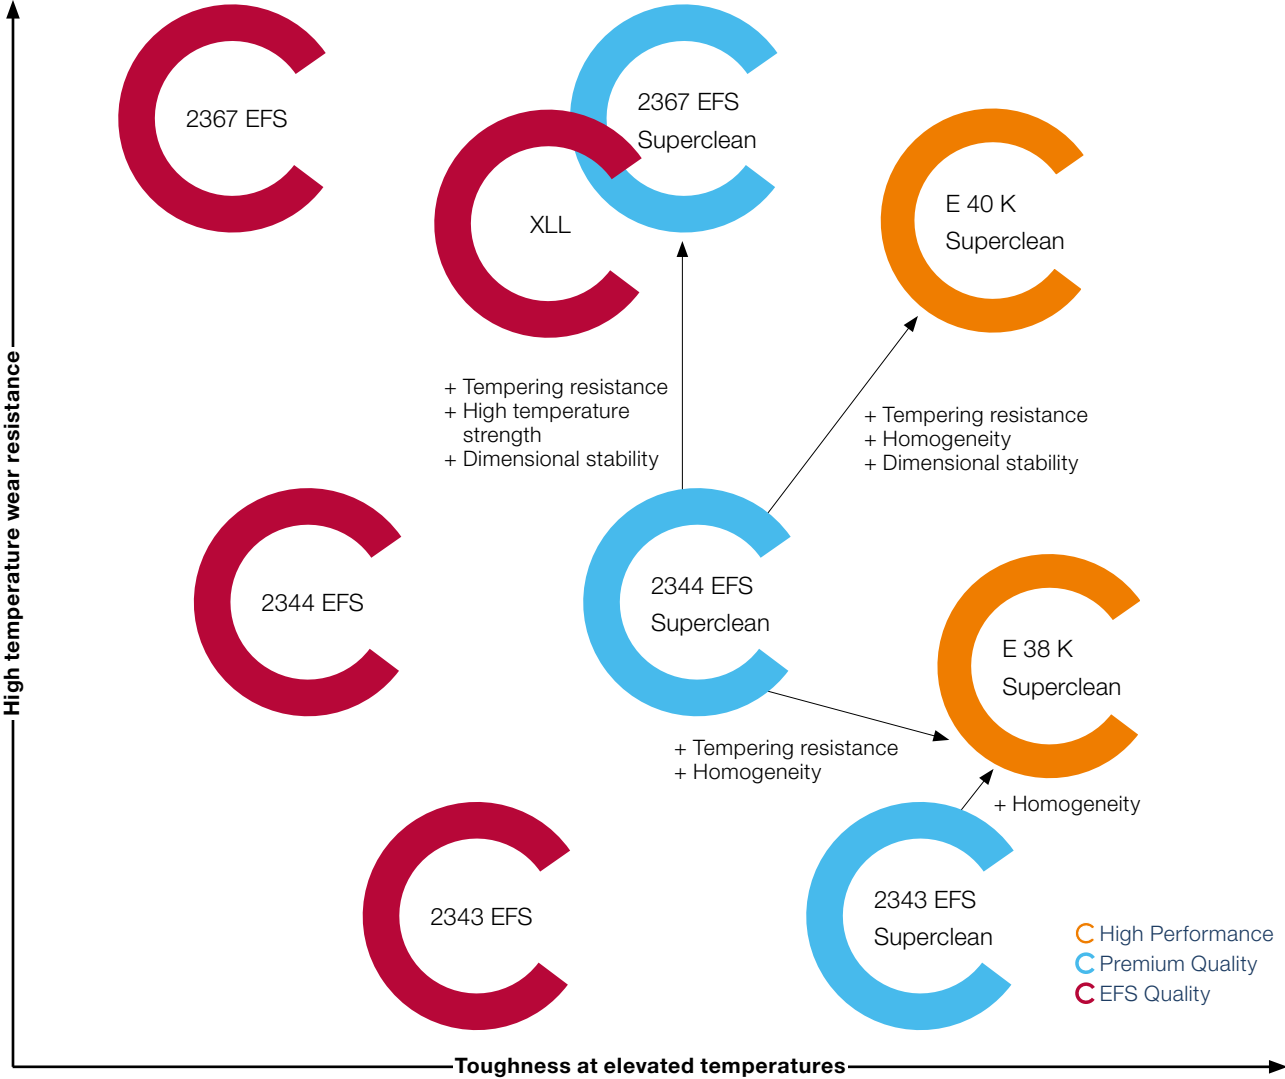 High temperature wear resistance
2367 EFS
2367 EFS
Superclean
XLL
E 40 K
Superclean
+ Tempering resistance
+ High temperature
strength
+ Dimensional stability
+ Tempering resistance
+ Homogeneity
+ Dimensional stability
2344 EFS
2344 EFS
Superclean
E 38 K
Superclean
+ Tempering resistance
+ Homogeneity
+ Homogeneity
2343 EFS
2343 EFS
Superclean
High Performance
Premium Quality
EFS Quality
Toughness at elevated temperatures